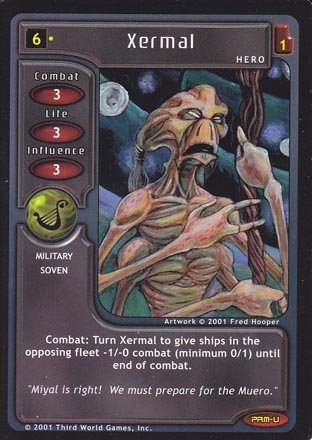 6
Xermal
1
HERO
Combat
3
Life
3
Influence
3
MILITARY
SOVEN
Artwork © 2001 Fred Hooper
Combat: Turn Xermal to give ships in the
opposing fleet -1/-0 combat (minimum 0/1) until
end of combat.
"Miyal is right!  We must prepare for the Muero."
© 2001 Third World Games, Inc.
PRM-U